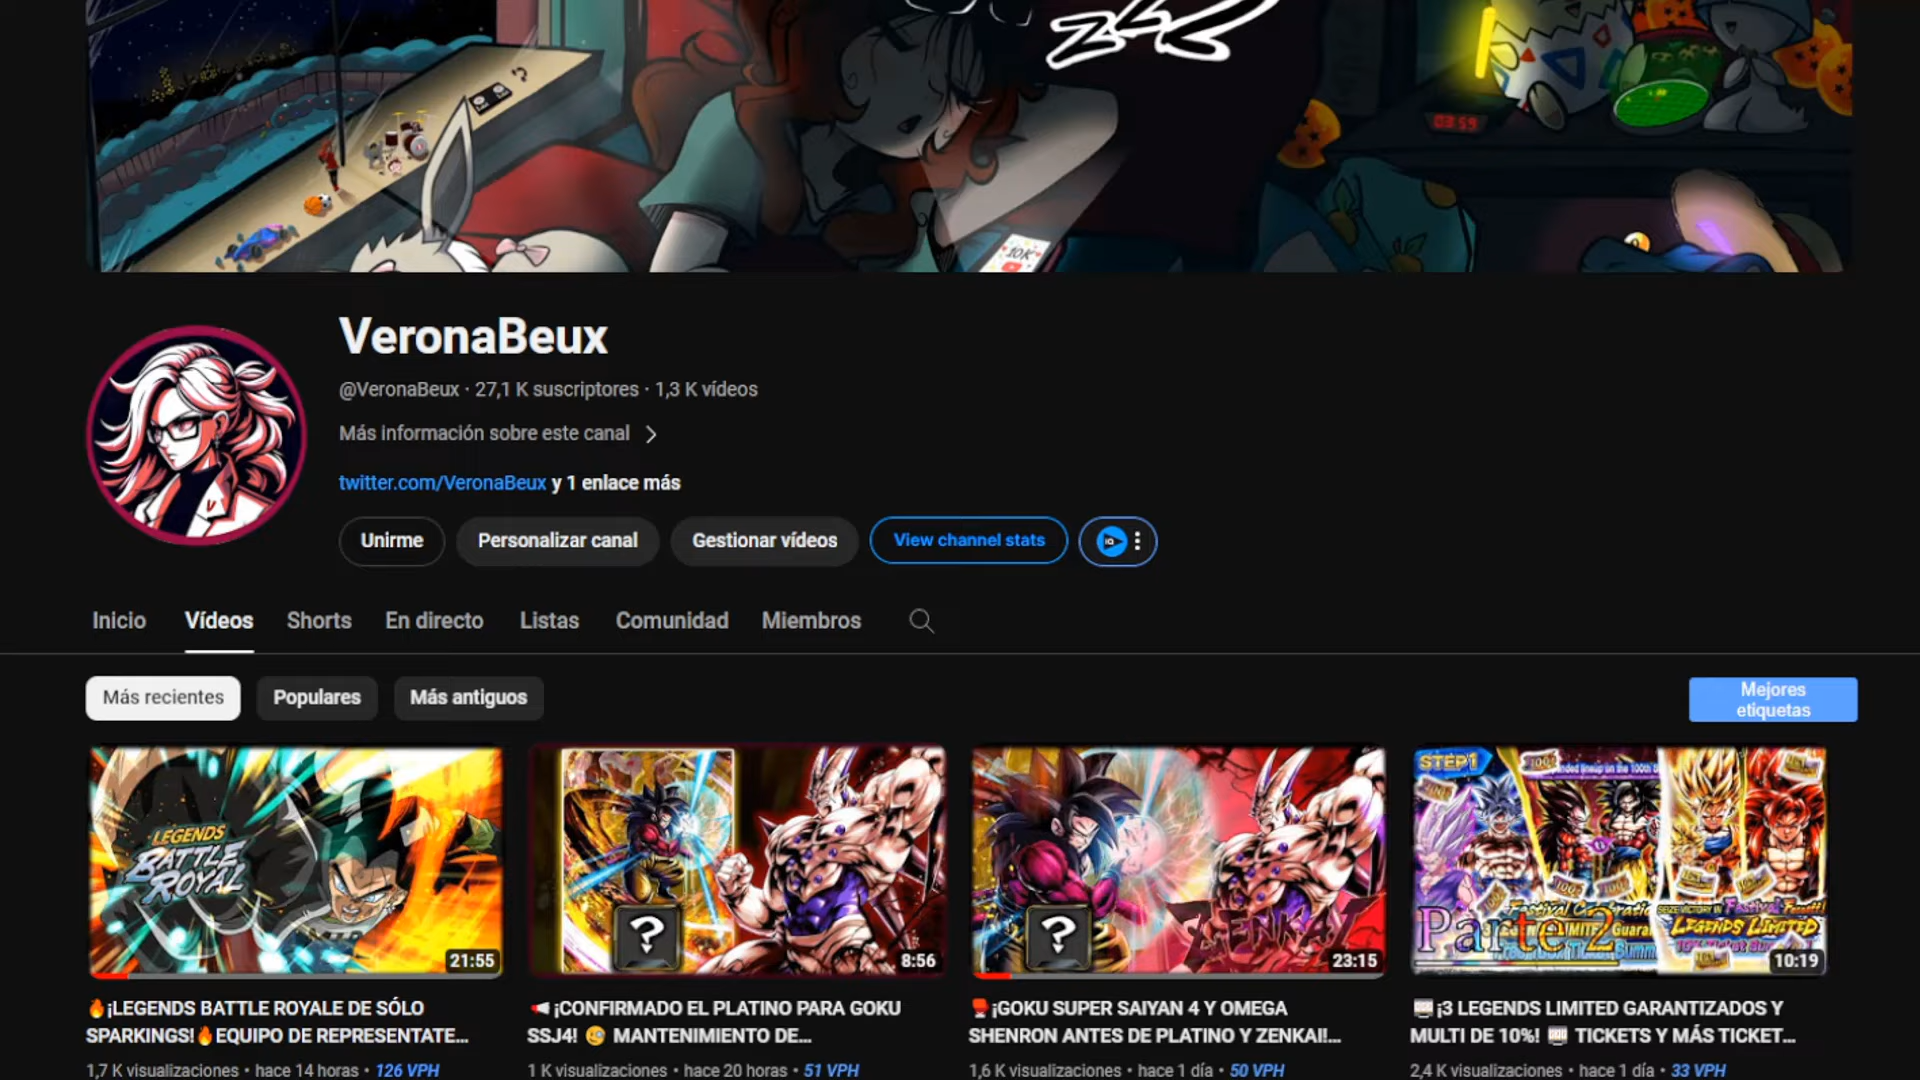 03:59
10K
VeronaBeux
@VeronaBeux · 27,1 K suscriptores · 1,3 K vídeos
Más información sobre este canal
twitter.com/VeronaBeux y 1 enlace más
Unirme
Personalizar canal
Gestionar vídeos
View channel stats
Inicio
Vídeos
Shorts
En directo
Listas
Comunidad
Miembros
Más recientes
Populares
Más antiguos
Mejores
etiquetas
LEGENDS
BATTLE
ROYAL
21:55
?
8:56
?
ZENKAI
23:15
STEP1
Parte 2
LEGENDS
LIMITED
10:19
🔥¡LEGENDS BATTLE ROYALE DE SÓLO
SPARKINGS!🔥EQUIPO DE REPRESENTATE...
1,7 K visualizaciones • hace 14 horas • 126 VPH
¡CONFIRMADO EL PLATINO PARA GOKU
SSJ4! 🧐 MANTENIMIENTO DE...
1 K visualizaciones • hace 20 horas • 51 VPH
¡GOKU SUPER SAIYAN 4 Y OMEGA
SHENRON ANTES DE PLATINO Y ZENKAI!...
1,6 K visualizaciones • hace 1 día • 50 VPH
¡3 LEGENDS LIMITED GARANTIZADOS Y
MULTI DE 10%! 🎟 TICKETS Y MÁS TICKET...
2,4 K visualizaciones • hace 1 día • 33 VPH